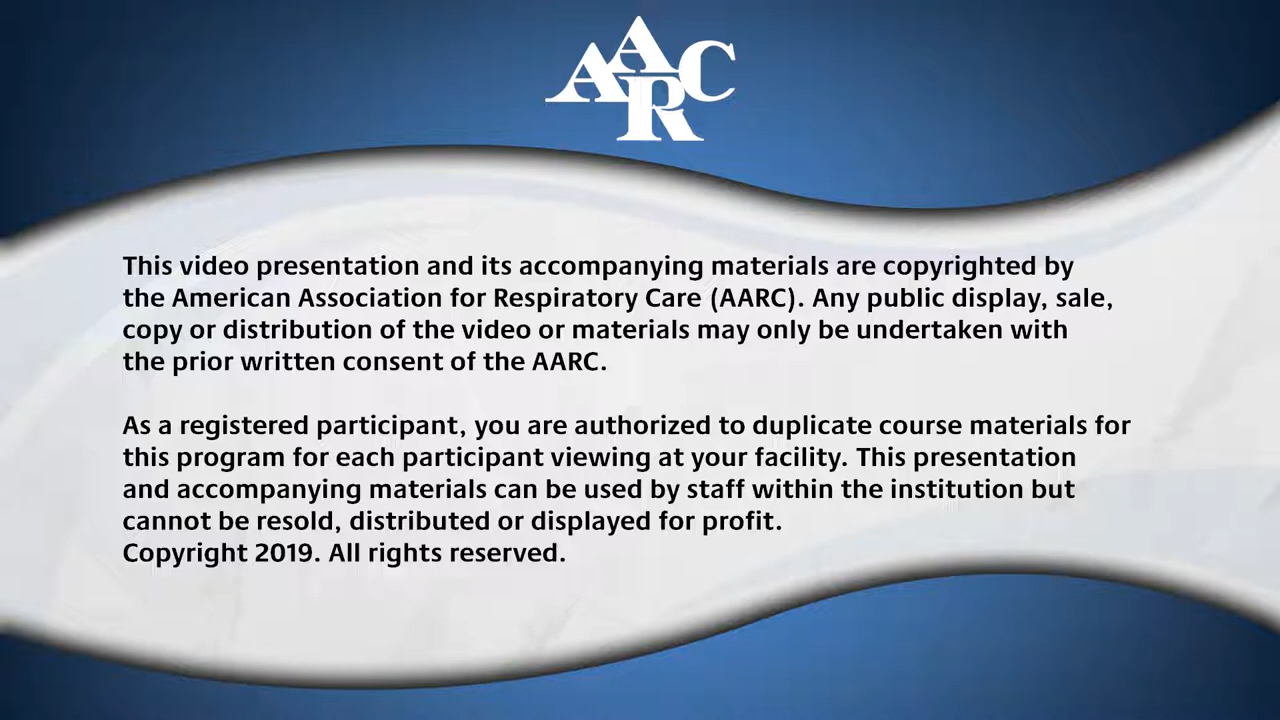 AARC
This video presentation and its accompanying materials are copyrighted by
the American Association for Respiratory Care (AARC). Any public display, sale,
copy or distribution of the video or materials may only be undertaken with
the prior written consent of the AARC.
As a registered participant, you are authorized to duplicate course materials for
this program for each participant viewing at your facility. This presentation
and accompanying materials can be used by staff within the institution but
cannot be resold, distributed or displayed for profit.
Copyright 2019. All rights reserved.